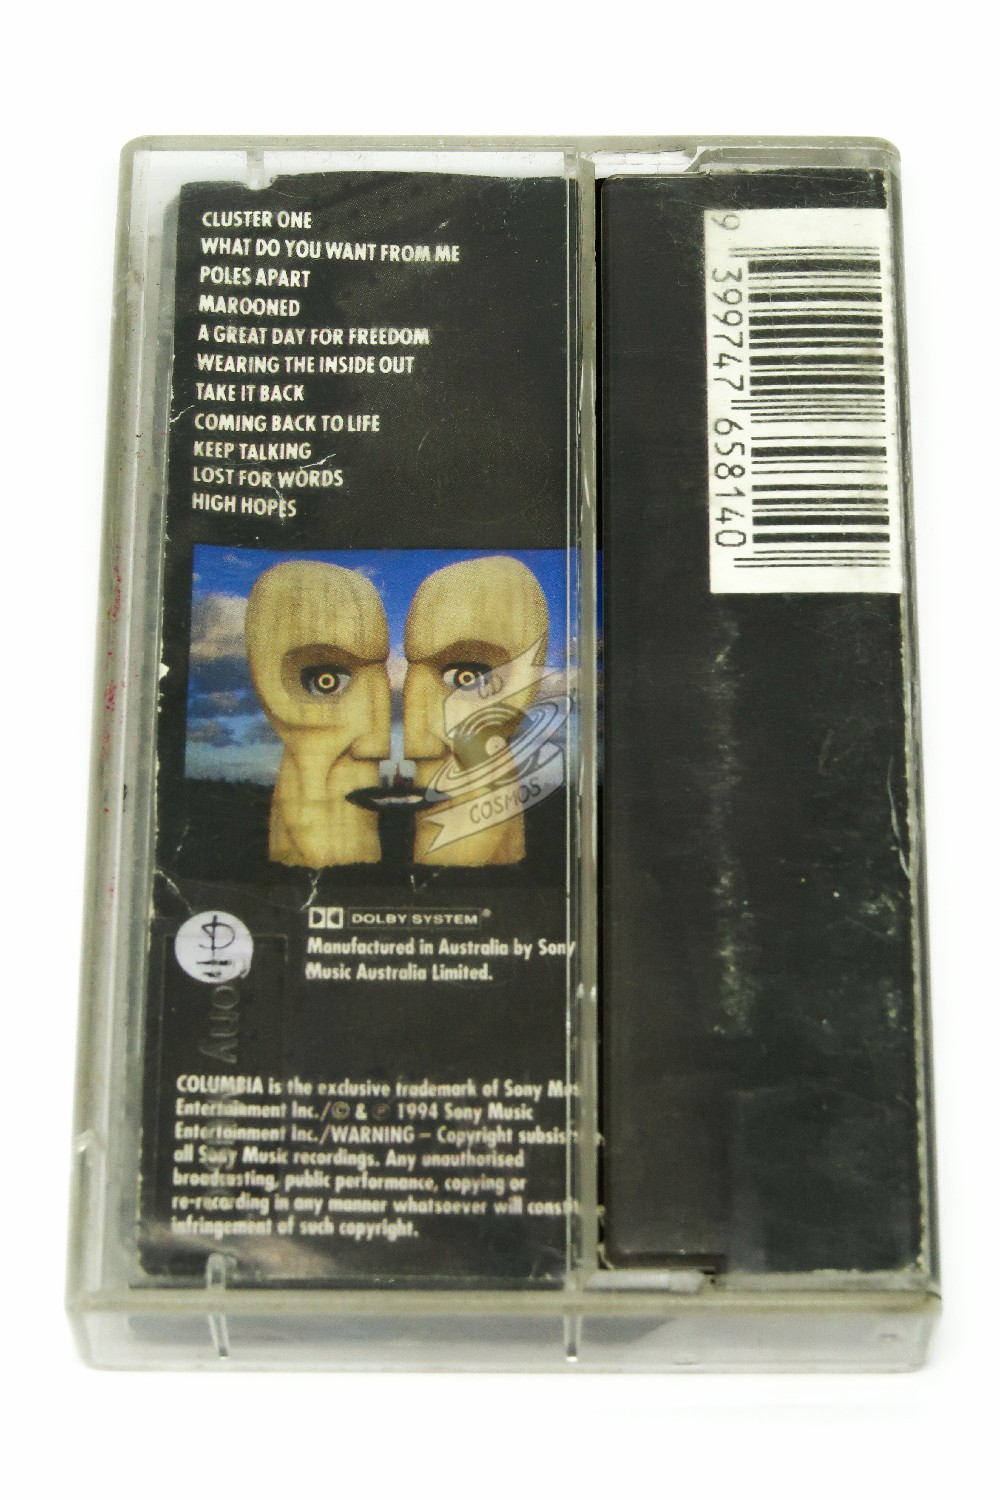 CLUSTER ONE
WHAT DO YOU WANT FROM ME
POLES APART
MAROONED
A GREAT DAY FOR FREEDOM
WEARING THE INSIDE OUT
TAKE IT BACK
COMING BACK TO LIFE
KEEP TALKING
LOST FOR WORDS
HIGH HOPES
CD
COSMOS
DOLBY SYSTEM®
Manufactured in Australia by Sony
Music Australia Limited.
Sony
COLUMBIA is the exclusive trademark of Sony Mus
Entertainment Inc./© & ℗ 1994 Sony Music
Entertainment Inc./WARNING – Copyright subsis
all Sony Music recordings. Any unauthorised
broadcasting, public performance, copying or
re-recording in any manner whatsoever will const
infringement of such copyright.
9 399747 658140